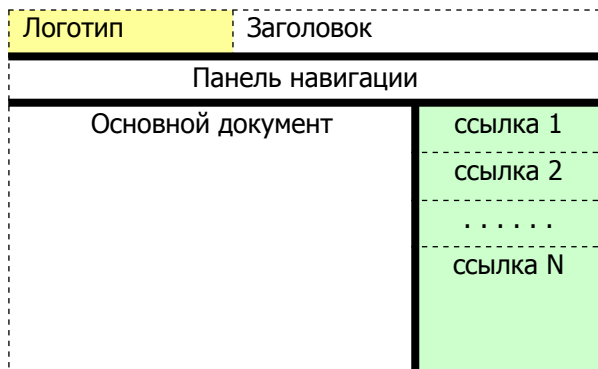 Логотип Заголовок
Панель навигации
Основной документ ссылка 1
ссылка 2
. . . . . .
ссылка N